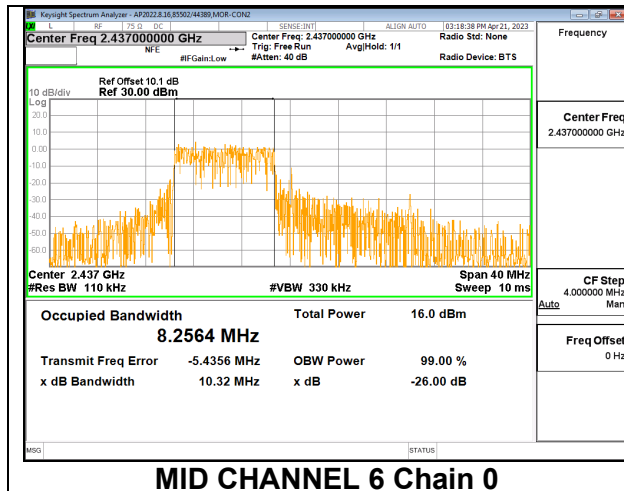 Keysight Spectrum Analyzer - AP2022.8.16,85502/44389,MOR-CON2
L RF 75 Ω DC SENSE:INT ALIGN AUTO 03:18:38 PM Apr 21, 2023
Center Freq 2.437000000 GHz Center Freq: 2.437000000 GHz Radio Std: None Frequency
NFE Trig: Free Run Avg|Hold: 1/1
#IFGain:Low #Atten: 40 dB Radio Device: BTS
Ref Offset 10.1 dB
10 dB/div Ref 30.00 dBm
Log
20.0
10.0
0.00
-10.0
-20.0
-30.0
-40.0
-50.0
-60.0
Center 2.437 GHz Span 40 MHz
#Res BW 110 kHz #VBW 330 kHz Sweep 10 ms
Occupied Bandwidth Total Power 16.0 dBm
8.2564 MHz
Transmit Freq Error -5.4356 MHz OBW Power 99.00 %
x dB Bandwidth 10.32 MHz x dB -26.00 dB
Center Freq
2.437000000 GHz
CF Step
4.000000 MHz
Auto Man
Freq Offset
0 Hz
MSG STATUS
MID CHANNEL 6 Chain 0